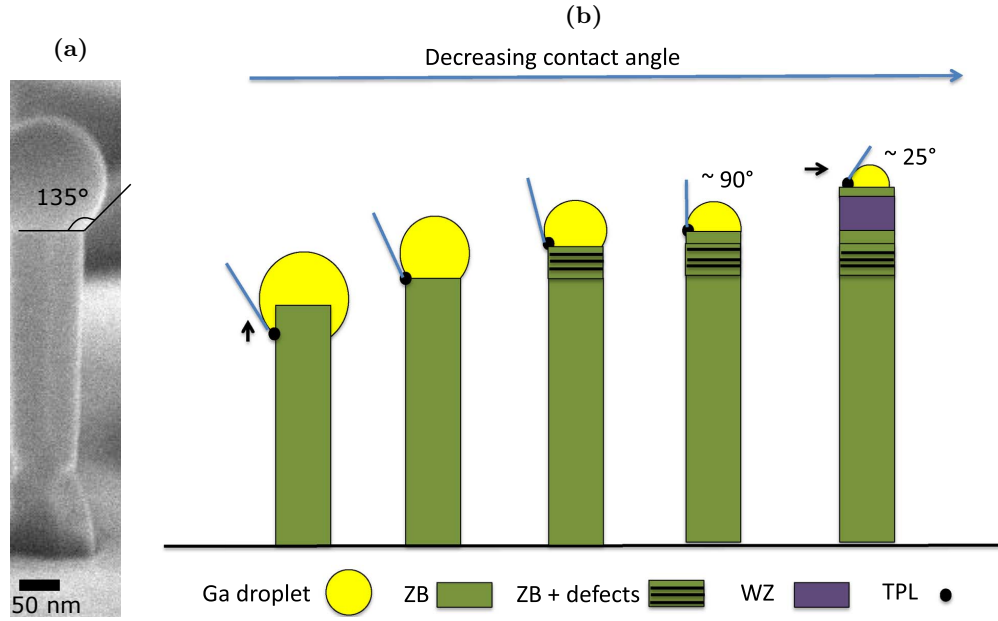 (a)
135°
50 nm
(b)
Decreasing contact angle
~ 90°
~ 25°
Ga droplet
ZB
ZB + defects
WZ
TPL